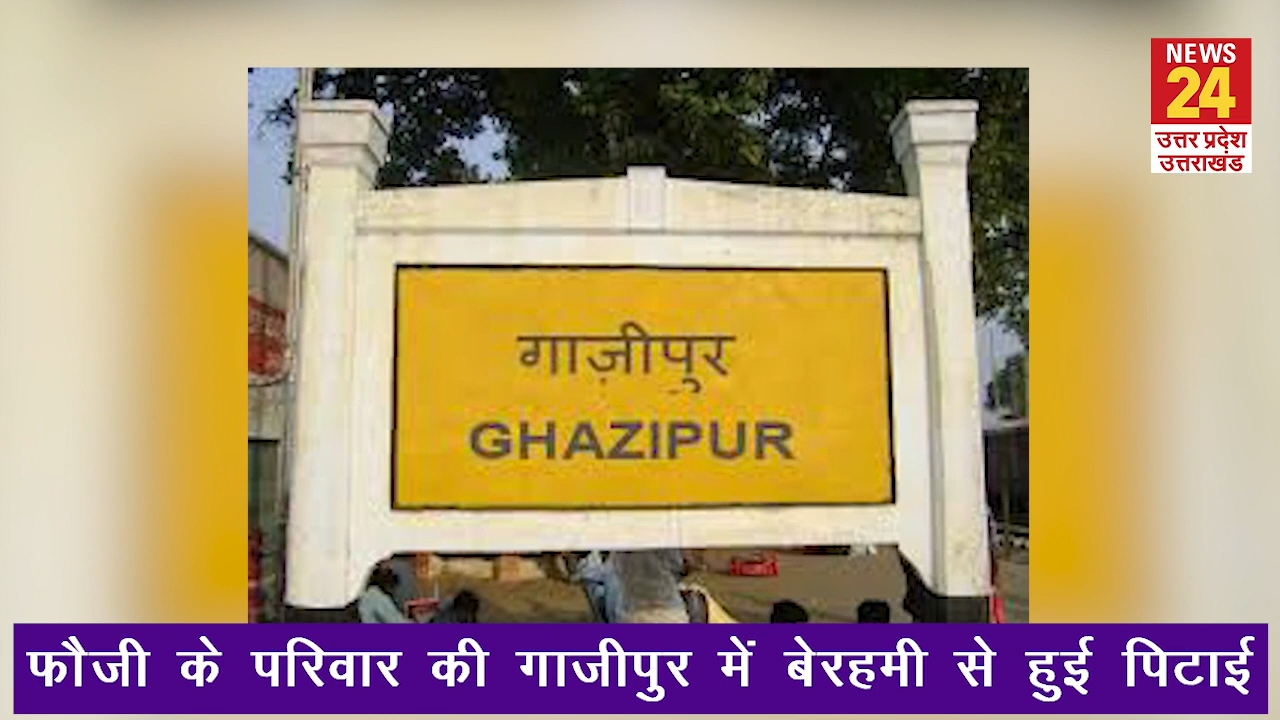 NEWS
24
उत्तर प्रदेश
उत्तराखंड
गाज़ीपुर
GHAZIPUR
फौजी के परिवार की गाजीपुर में बेरहमी से हुई पिटाई